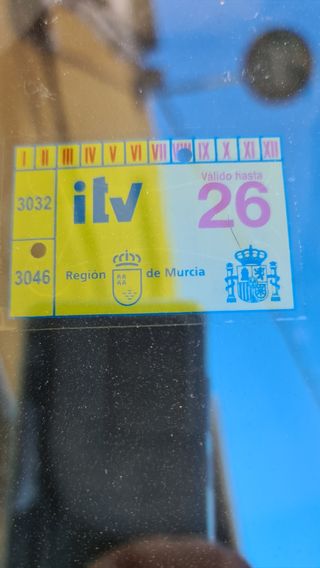 I II III IV V VI VII VIII IX X XI XII
3032
itv
Válido hasta
26
3046
Región de Murcia